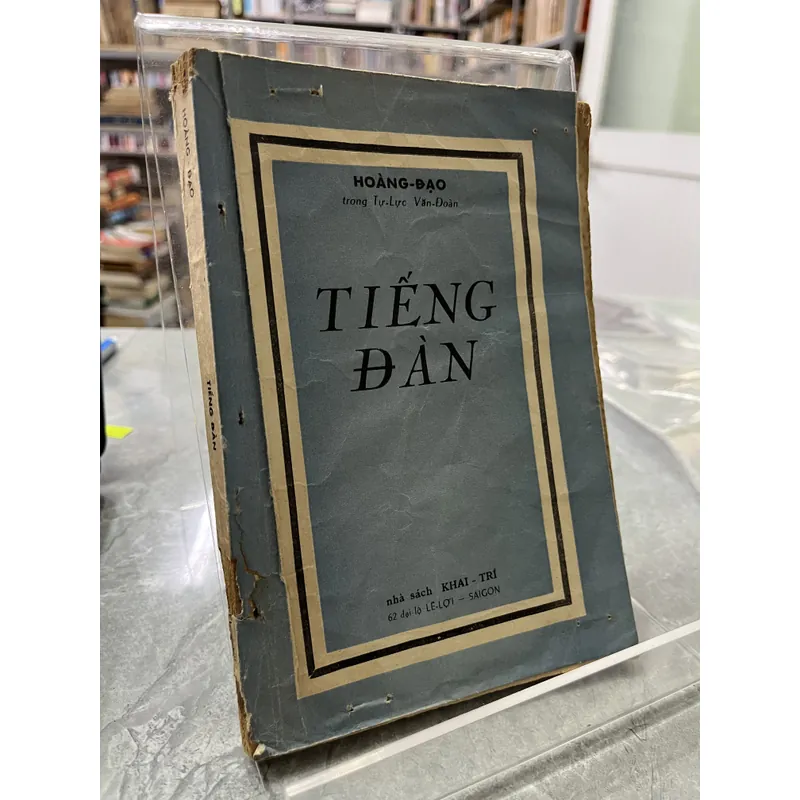 HOÀNG-ĐẠO
trong Tự-Lực Văn-Đoàn
TIẾNG
ĐÀN
nhà sách KHAI-TRÍ
62 đại lộ LÊ-LỢI — SAIGON
HOÀNG ĐẠO
TIẾNG ĐÀN